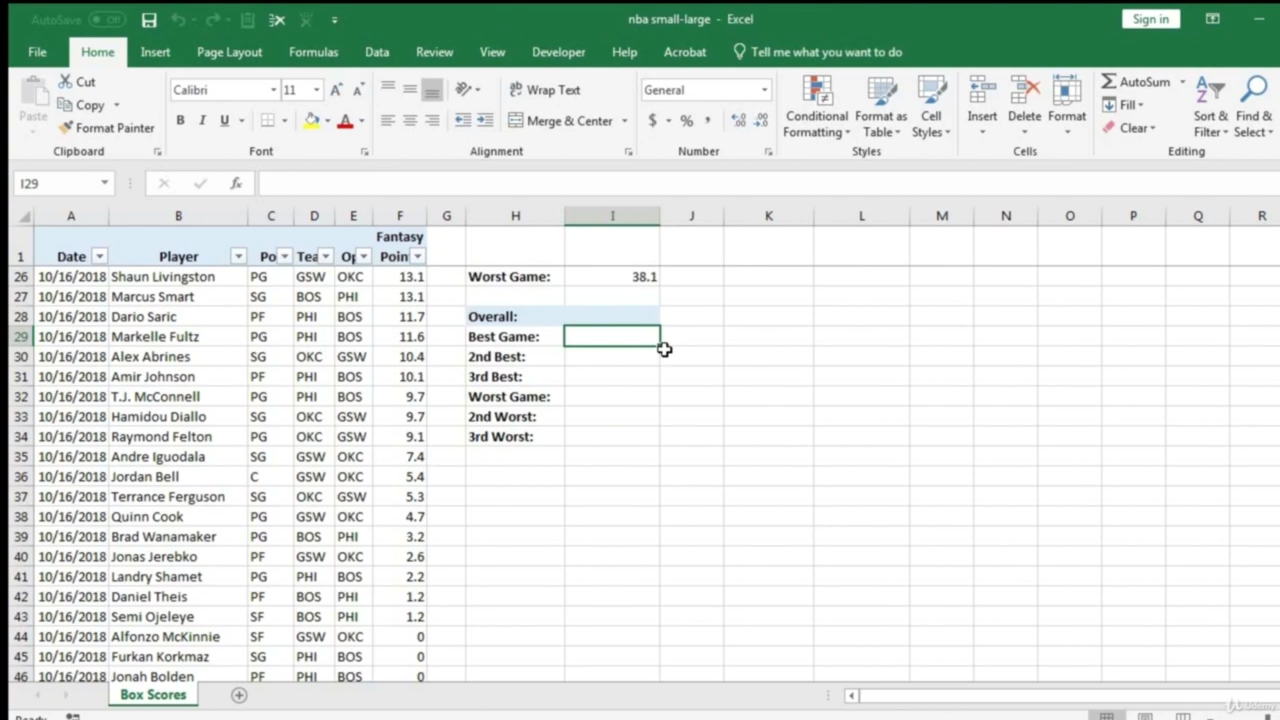 AutoSave Off
nba small-large - Excel
Sign in
File Home Insert Page Layout Formulas Data Review View Developer Help Acrobat Tell me what you want to do
Paste
Cut
Copy
Format Painter
Clipboard
Calibri 11
B I U
Font
Wrap Text
Merge & Center
Alignment
General
$ % ,
Number
Conditional Formatting
Format as Table
Cell Styles
Styles
Insert
Delete
Format
Cells
AutoSum
Fill
Clear
Sort & Filter
Find & Select
Editing
I29 fx
A B C D E F G H I J K L M N O P Q R
1 Date Player Po Tea Op Fantasy Poin
26 10/16/2018 Shaun Livingston PG GSW OKC 13.1 Worst Game: 38.1
27 10/16/2018 Marcus Smart SG BOS PHI 13.1
28 10/16/2018 Dario Saric PF PHI BOS 11.7 Overall:
29 10/16/2018 Markelle Fultz PG PHI BOS 11.6 Best Game:
30 10/16/2018 Alex Abrines SG OKC GSW 10.4 2nd Best:
31 10/16/2018 Amir Johnson PF PHI BOS 10.1 3rd Best:
32 10/16/2018 T.J. McConnell PG PHI BOS 9.7 Worst Game:
33 10/16/2018 Hamidou Diallo SG OKC GSW 9.7 2nd Worst:
34 10/16/2018 Raymond Felton PG OKC GSW 9.1 3rd Worst:
35 10/16/2018 Andre Iguodala SG GSW OKC 7.4
36 10/16/2018 Jordan Bell C GSW OKC 5.4
37 10/16/2018 Terrance Ferguson SG OKC GSW 5.3
38 10/16/2018 Quinn Cook PG GSW OKC 4.7
39 10/16/2018 Brad Wanamaker PG BOS PHI 3.2
40 10/16/2018 Jonas Jerebko PF GSW OKC 2.6
41 10/16/2018 Landry Shamet PG PHI BOS 2.2
42 10/16/2018 Daniel Theis PF BOS PHI 1.2
43 10/16/2018 Semi Ojeleye SF BOS PHI 1.2
44 10/16/2018 Alfonzo McKinnie SF GSW OKC 0
45 10/16/2018 Furkan Korkmaz SG PHI BOS 0
46 10/16/2018 Jonah Bolden PF PHI BOS 0
Box Scores
Ready
Udemy